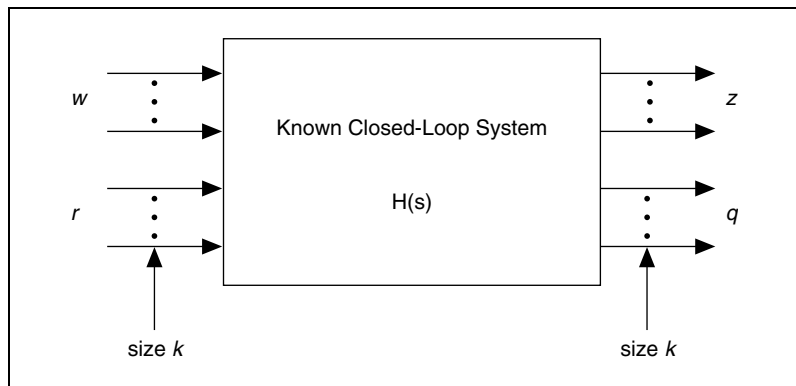 w
z
Known Closed-Loop System
H(s)
r
q
size k
size k